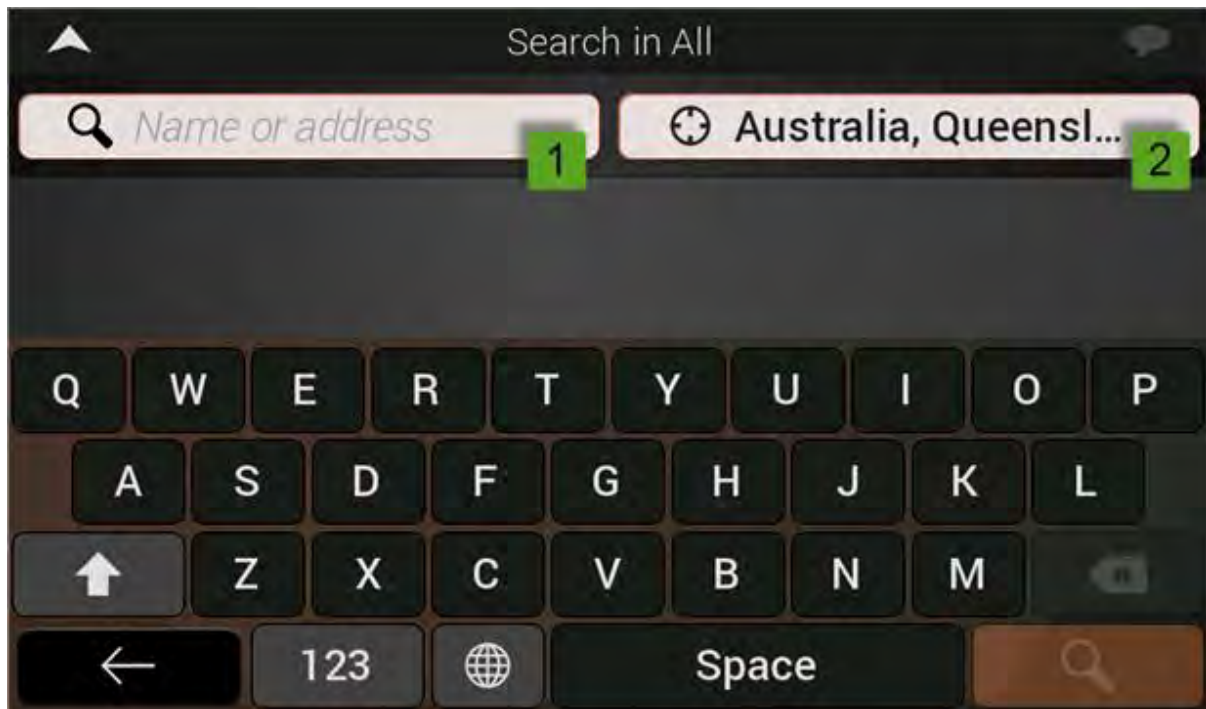 Search in All
Name or address 1 Australia, Queensl... 2
Q W E R T Y U I O P
A S D F G H J K L
Z X C V B N M
123 Space